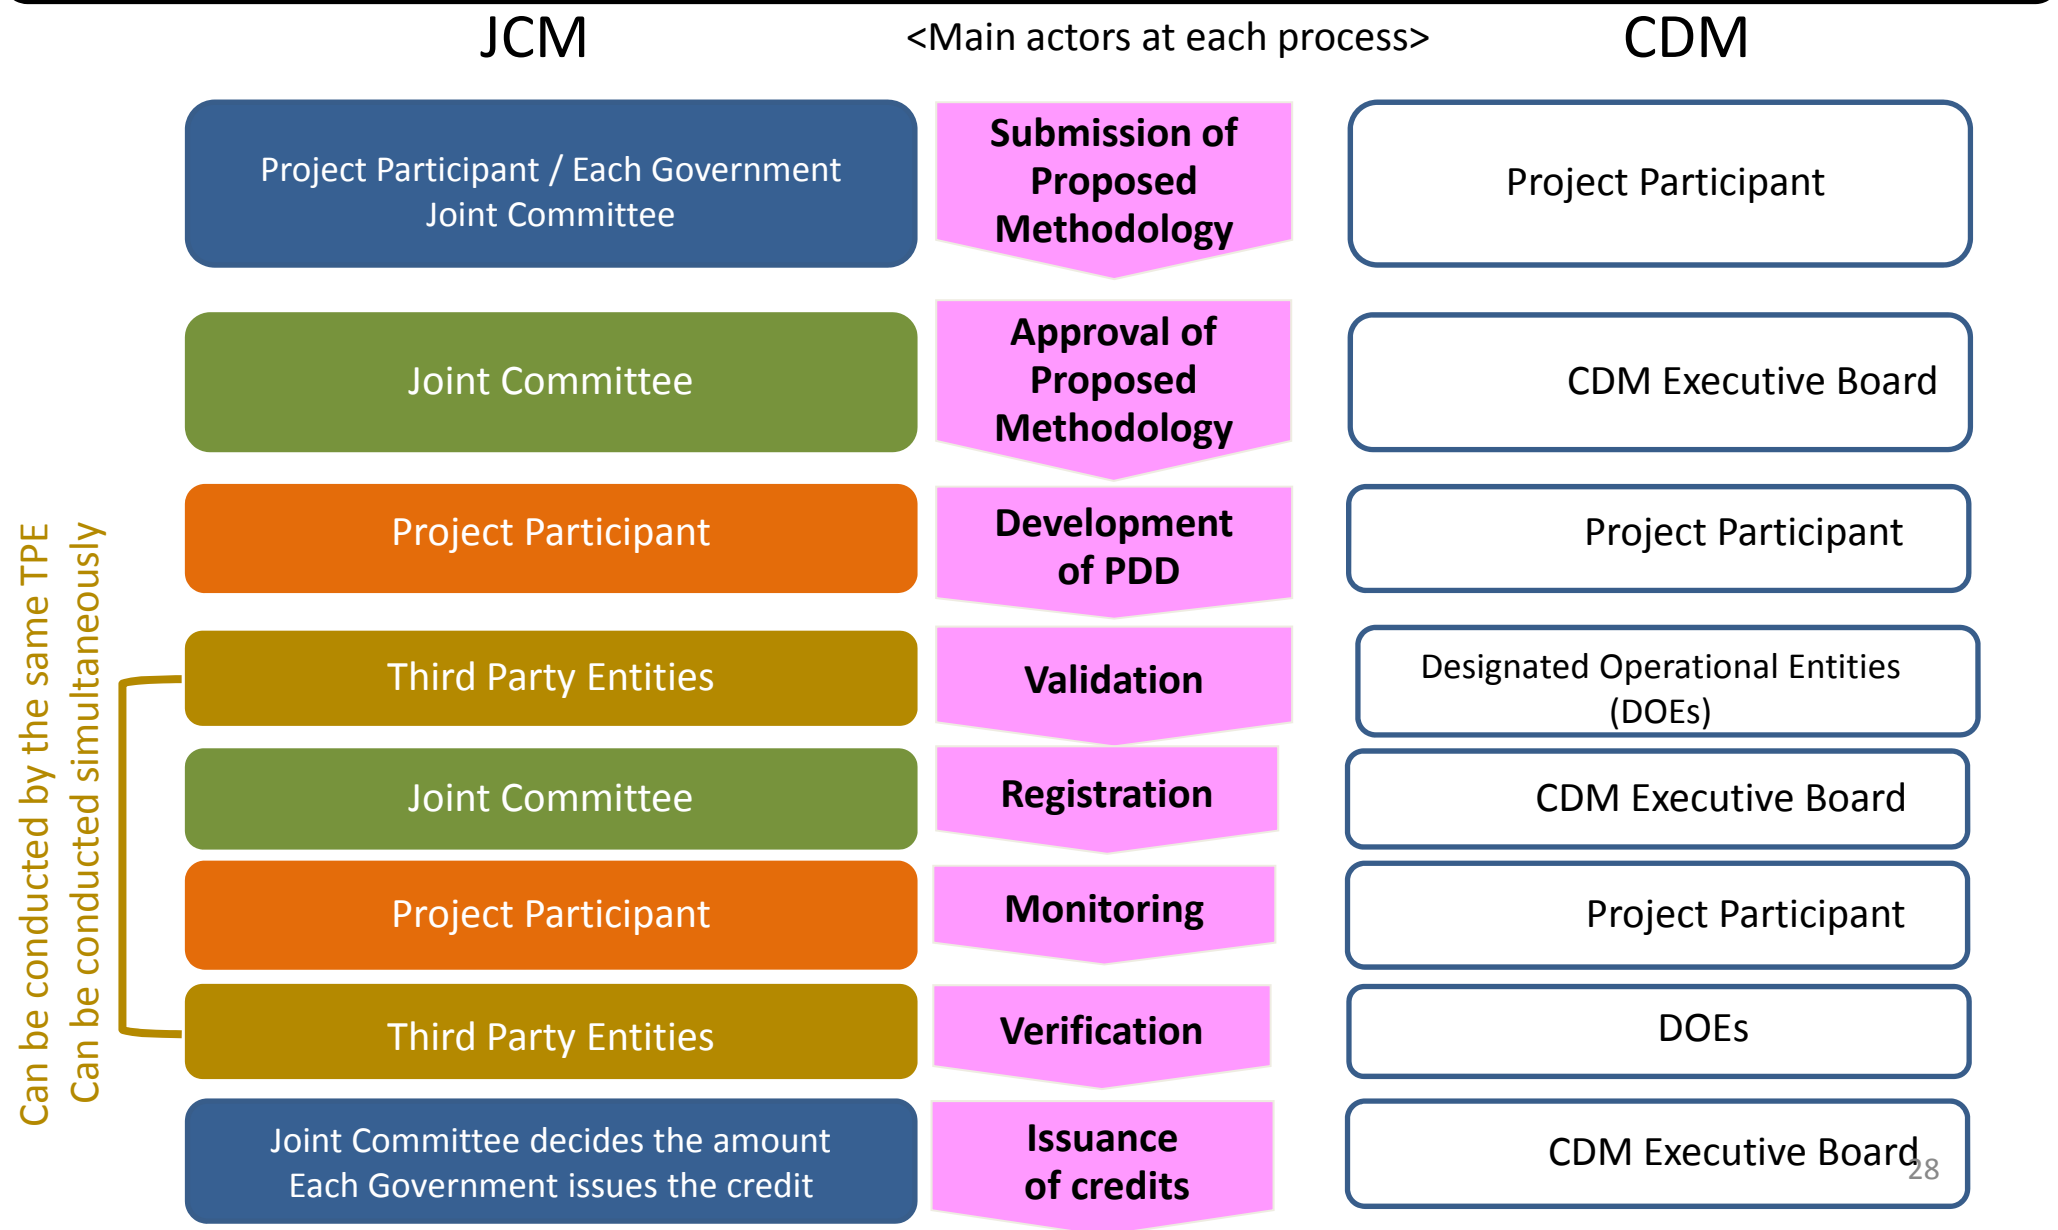 JCM
<Main actors at each process>
CDM
Project Participant / Each Government
Joint Committee
Submission of
Proposed
Methodology
Project Participant
Joint Committee
Approval of
Proposed
Methodology
CDM Executive Board
Project Participant
Development
of PDD
Project Participant
Third Party Entities
Validation
Designated Operational Entities
(DOEs)
Joint Committee
Registration
CDM Executive Board
Project Participant
Monitoring
Project Participant
Third Party Entities
Verification
DOEs
Joint Committee decides the amount
Each Government issues the credit
Issuance
of credits
CDM Executive Board
Can be conducted by the same TPE
Can be conducted simultaneously
28